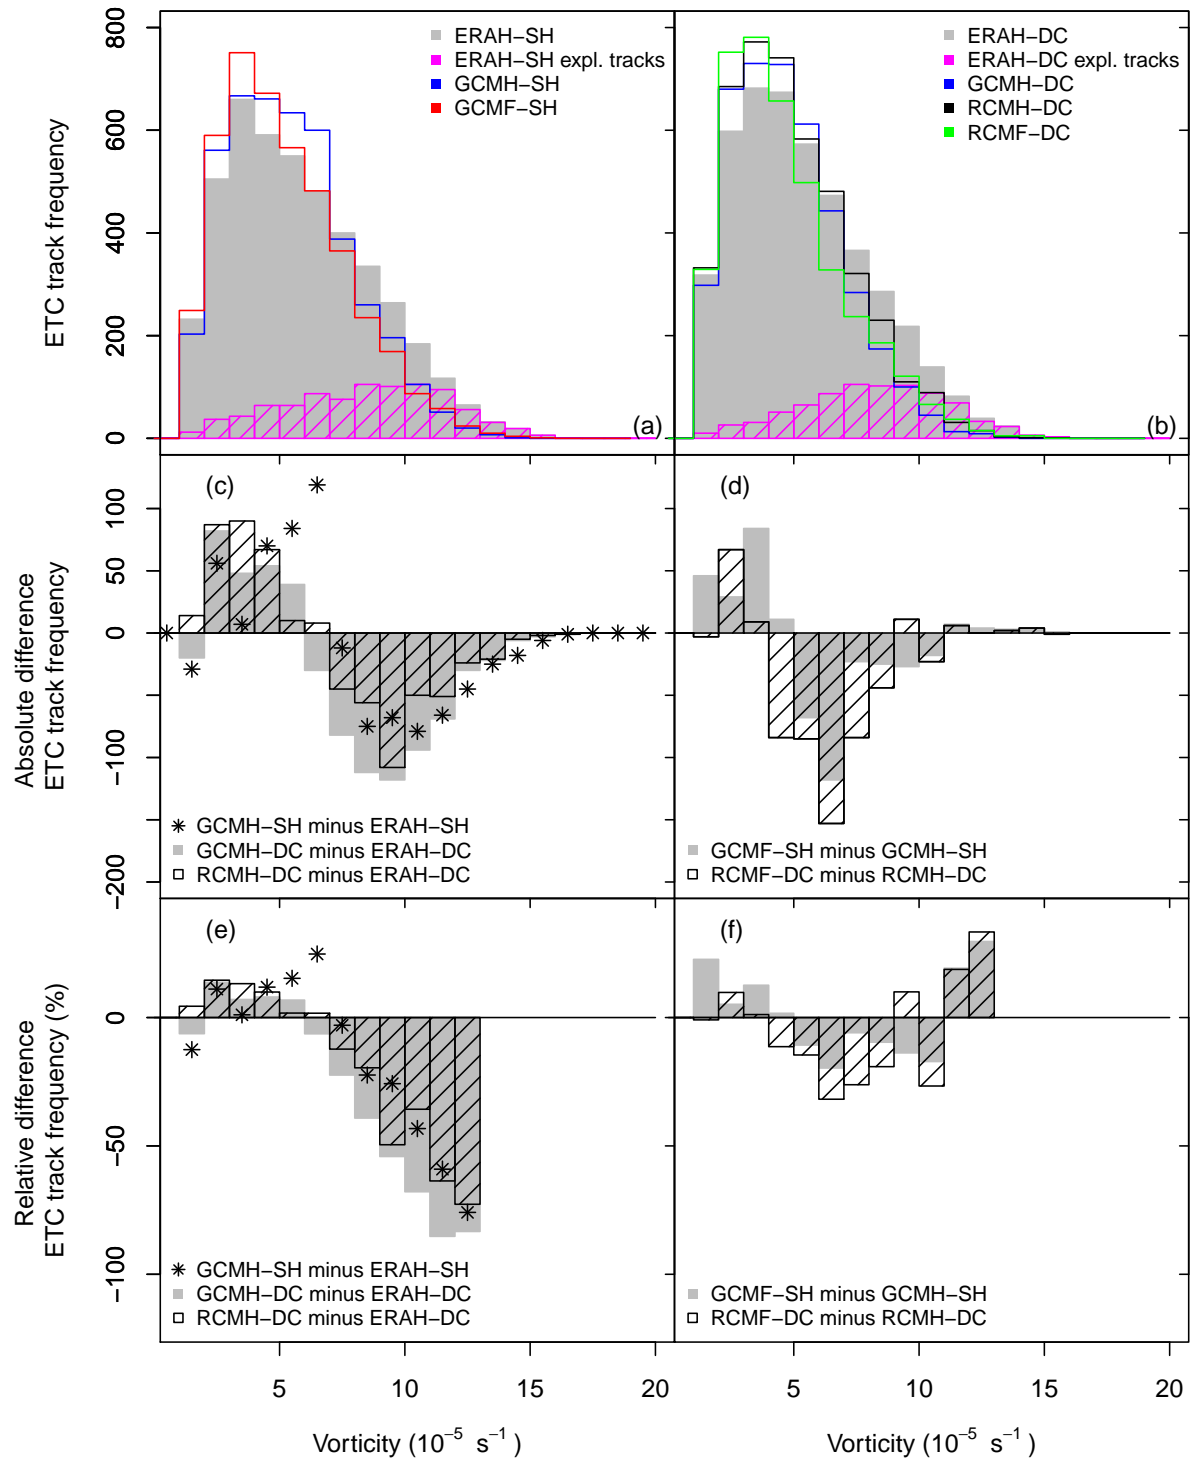 ERAH−SH
ERAH−SH expl. tracks
GCMH−SH
GCMF−SH
ERAH−DC
ERAH−DC expl. tracks
GCMH−DC
RCMH−DC
RCMF−DC
0
200
400
600
800
ETC track frequency
(a)
(b)
(c)
(d)
−200
−100
0
50
100
Absolute difference
ETC track frequency
GCMH−SH minus ERAH−SH
GCMH−DC minus ERAH−DC
RCMH−DC minus ERAH−DC
GCMF−SH minus GCMH−SH
RCMF−DC minus RCMH−DC
(e)
(f)
−100
−50
0
Relative difference
ETC track frequency (%)
GCMH−SH minus ERAH−SH
GCMH−DC minus ERAH−DC
RCMH−DC minus ERAH−DC
GCMF−SH minus GCMH−SH
RCMF−DC minus RCMH−DC
5 10 15 20
5 10 15 20
Vorticity (10⁻⁵ s⁻¹)
Vorticity (10⁻⁵ s⁻¹)